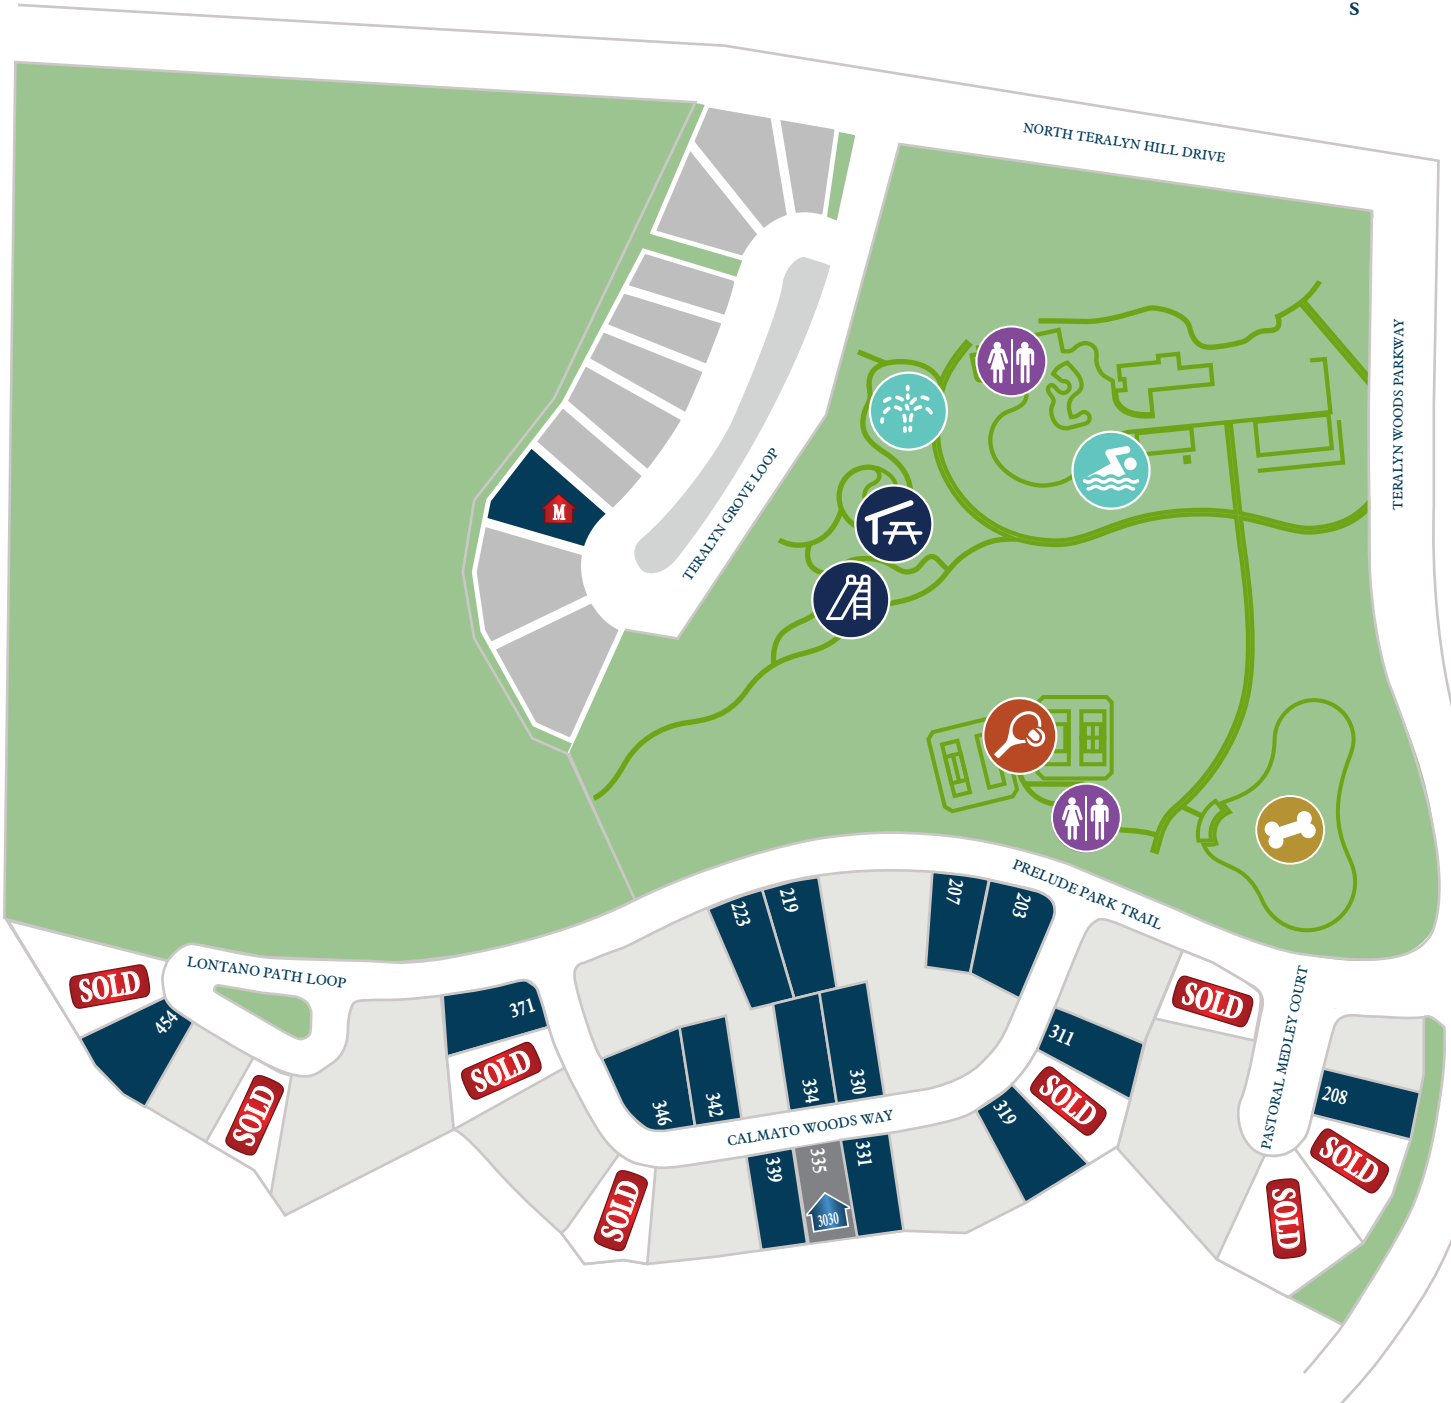 S
NORTH TERALYN HILL DRIVE
TERALYN WOODS PARKWAY
M
TERALYN GROVE LOOP
PRELUDE PARK TRAIL
207
203
219
223
LONTANO PATH LOOP
SOLD
454
SOLD
371
SOLD
346
342
334
330
CALMATO WOODS WAY
339
335
3030
331
SOLD
311
SOLD
319
SOLD
PASTORAL MEDLEY COURT
208
SOLD
SOLD